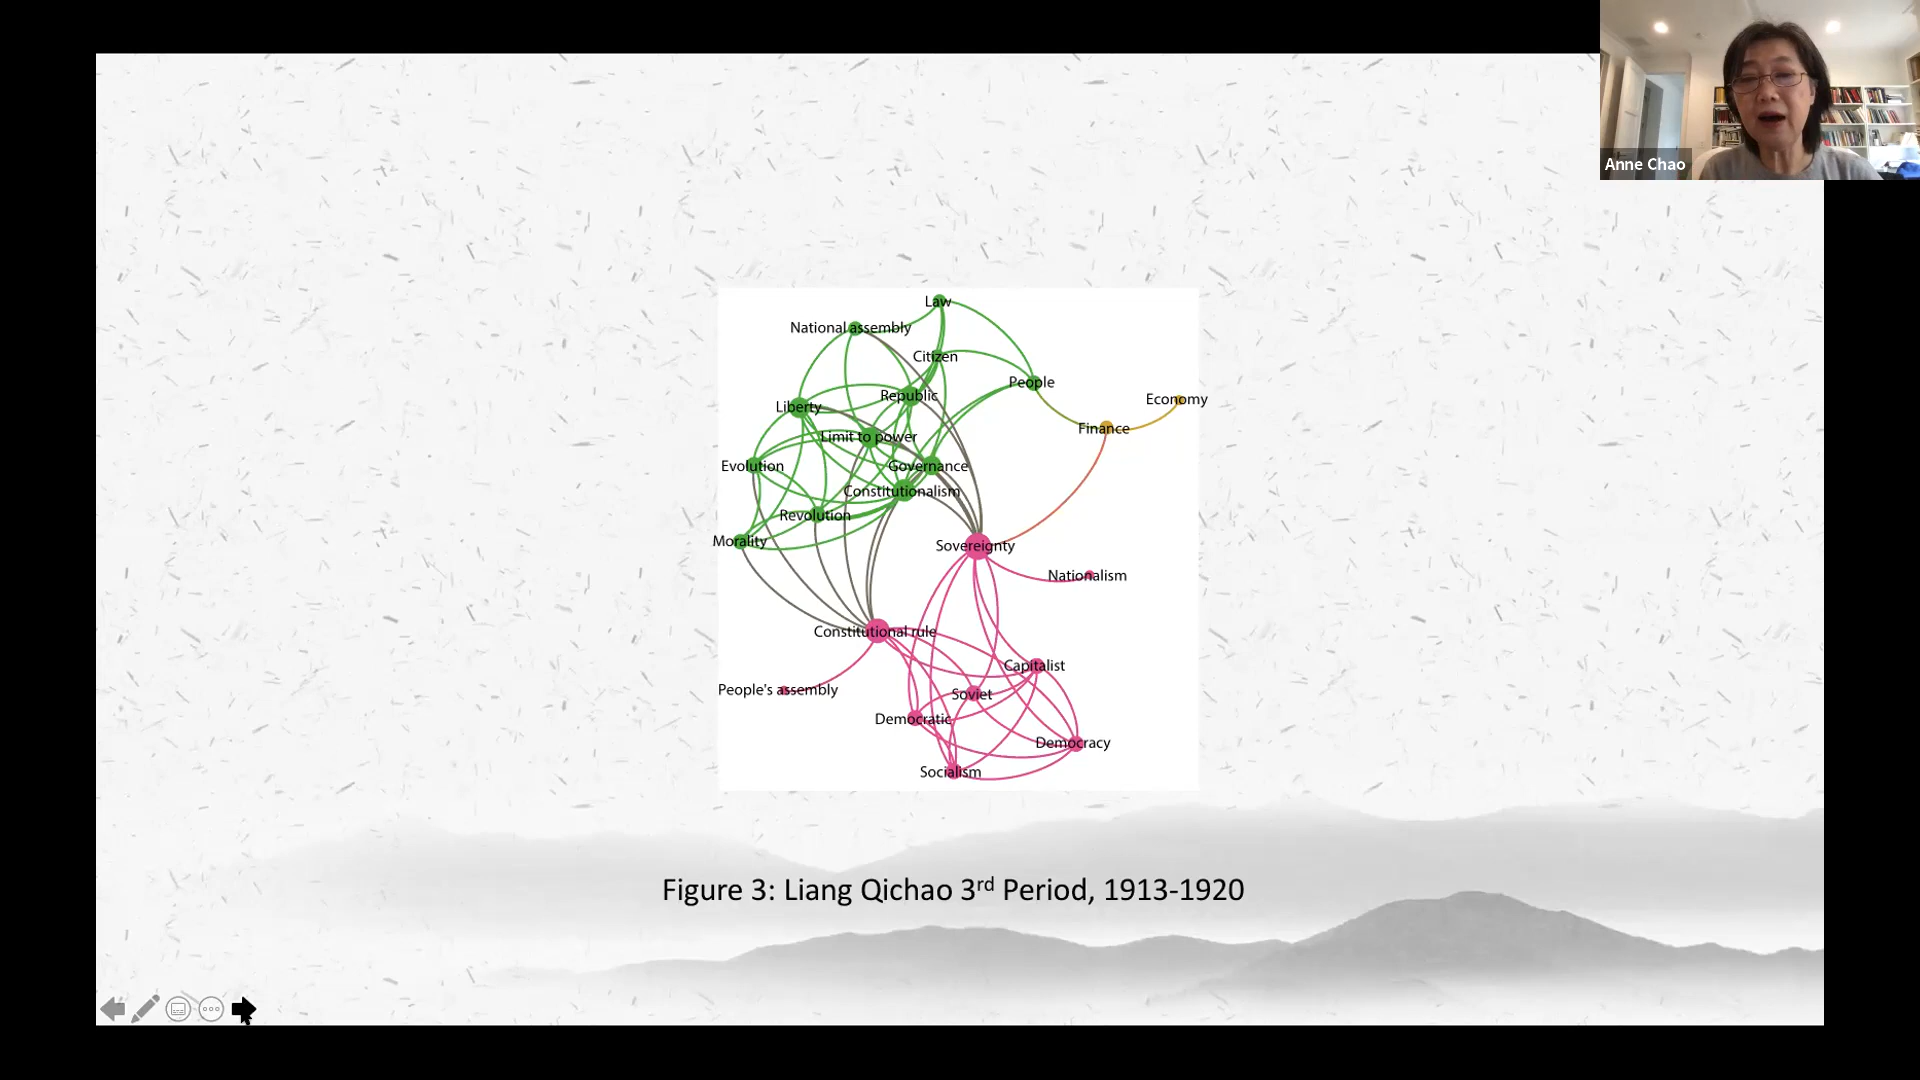 Anne Chao
Law
National assembly
Citizen
People
Republic
Economy
Liberty
Finance
Limit to power
Evolution
Governance
Constitutionalism
Revolution
Morality
Sovereignty
Nationalism
Constitutional rule
Capitalist
People's assembly
Soviet
Democratic
Democracy
Socialism
Figure 3: Liang Qichao 3rd Period, 1913-1920